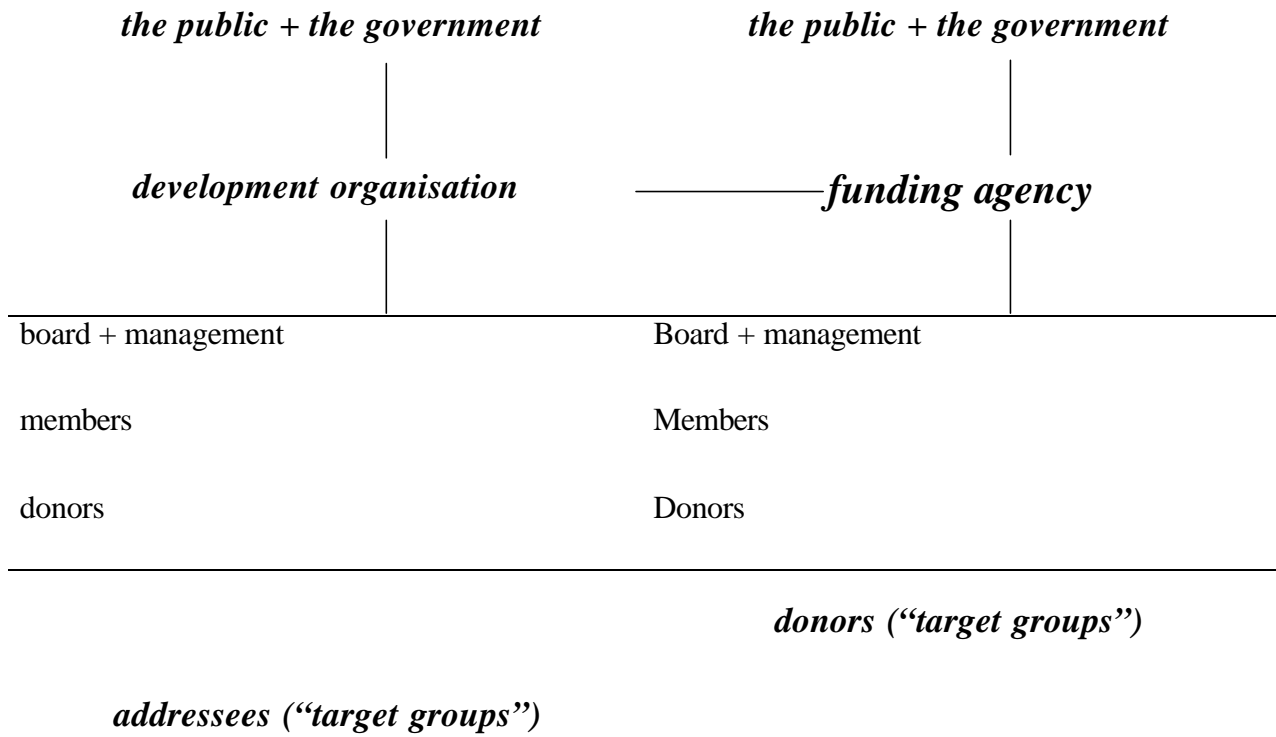 the public + the government the public + the government
development organisation funding agency
board + management Board + management
members Members
donors Donors
donors (“target groups”)
addressees (“target groups”)